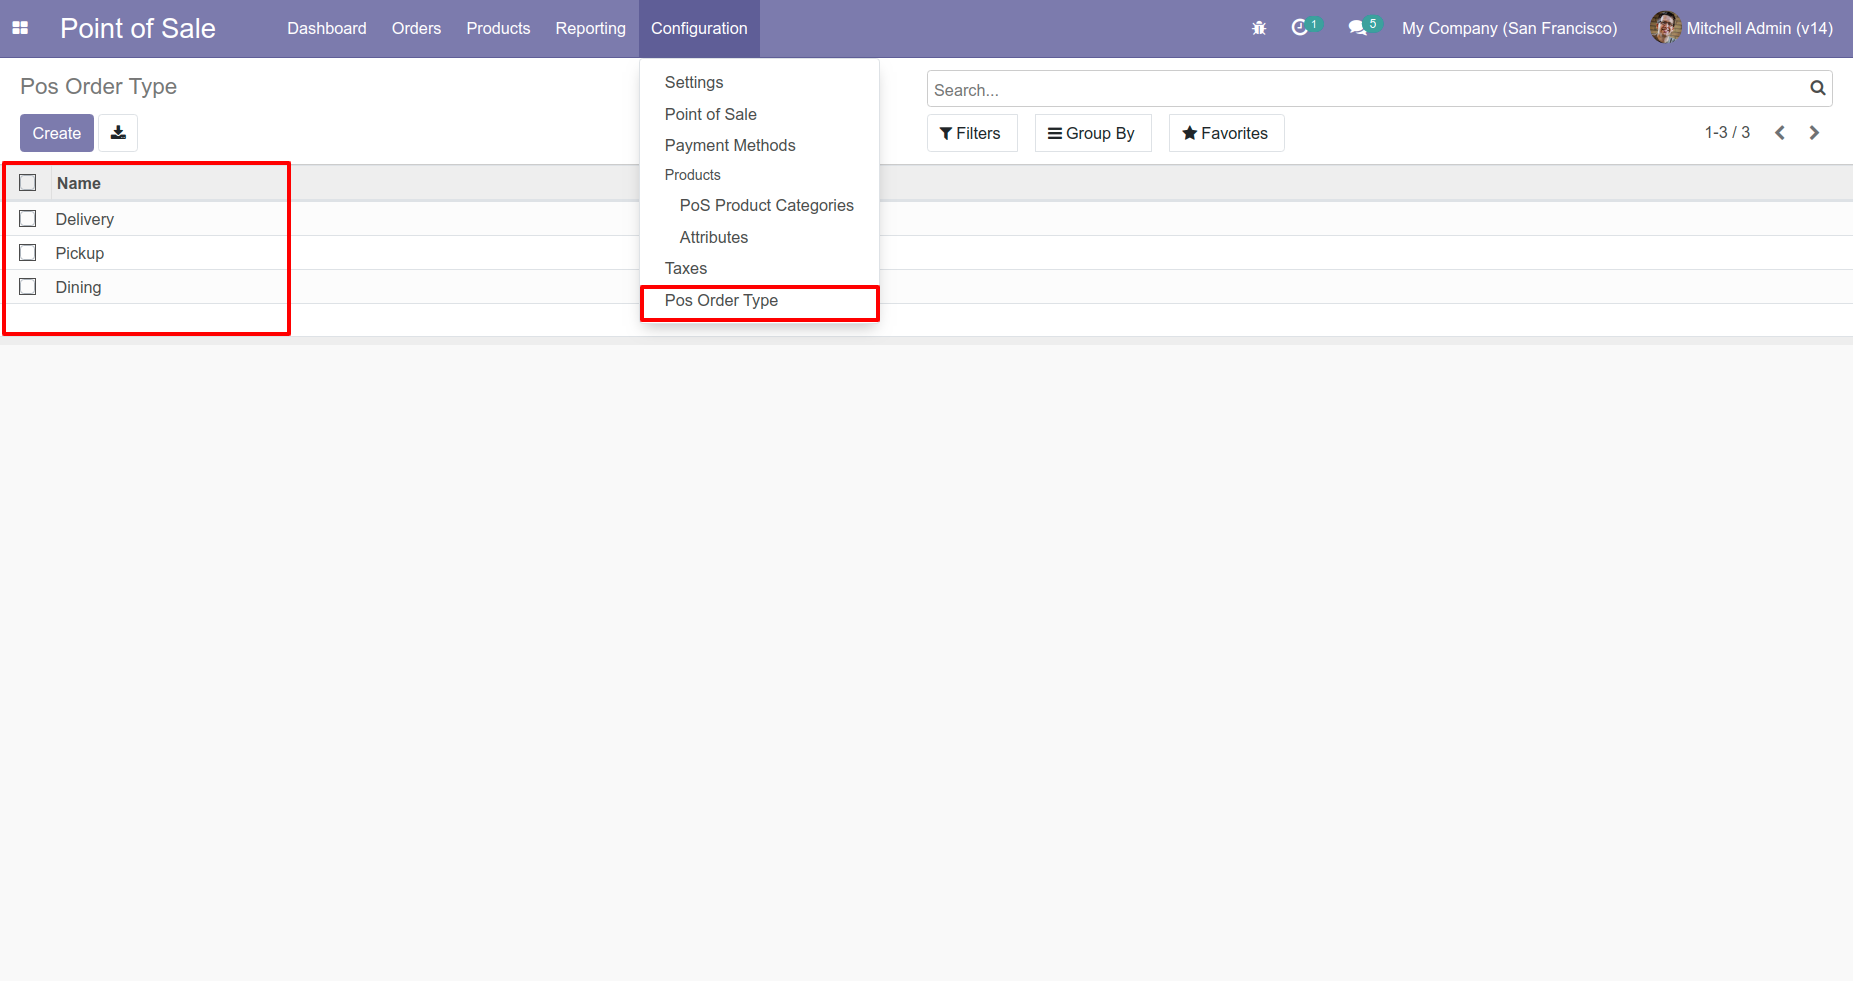 Point of Sale Dashboard Orders Products Reporting Configuration 1 5 My Company (San Francisco) Mitchell Admin (v14)
Pos Order Type
Create
Settings
Point of Sale
Payment Methods
Products
PoS Product Categories
Attributes
Taxes
Pos Order Type
Search...
Filters Group By Favorites 1-3 / 3
Name
Delivery
Pickup
Dining